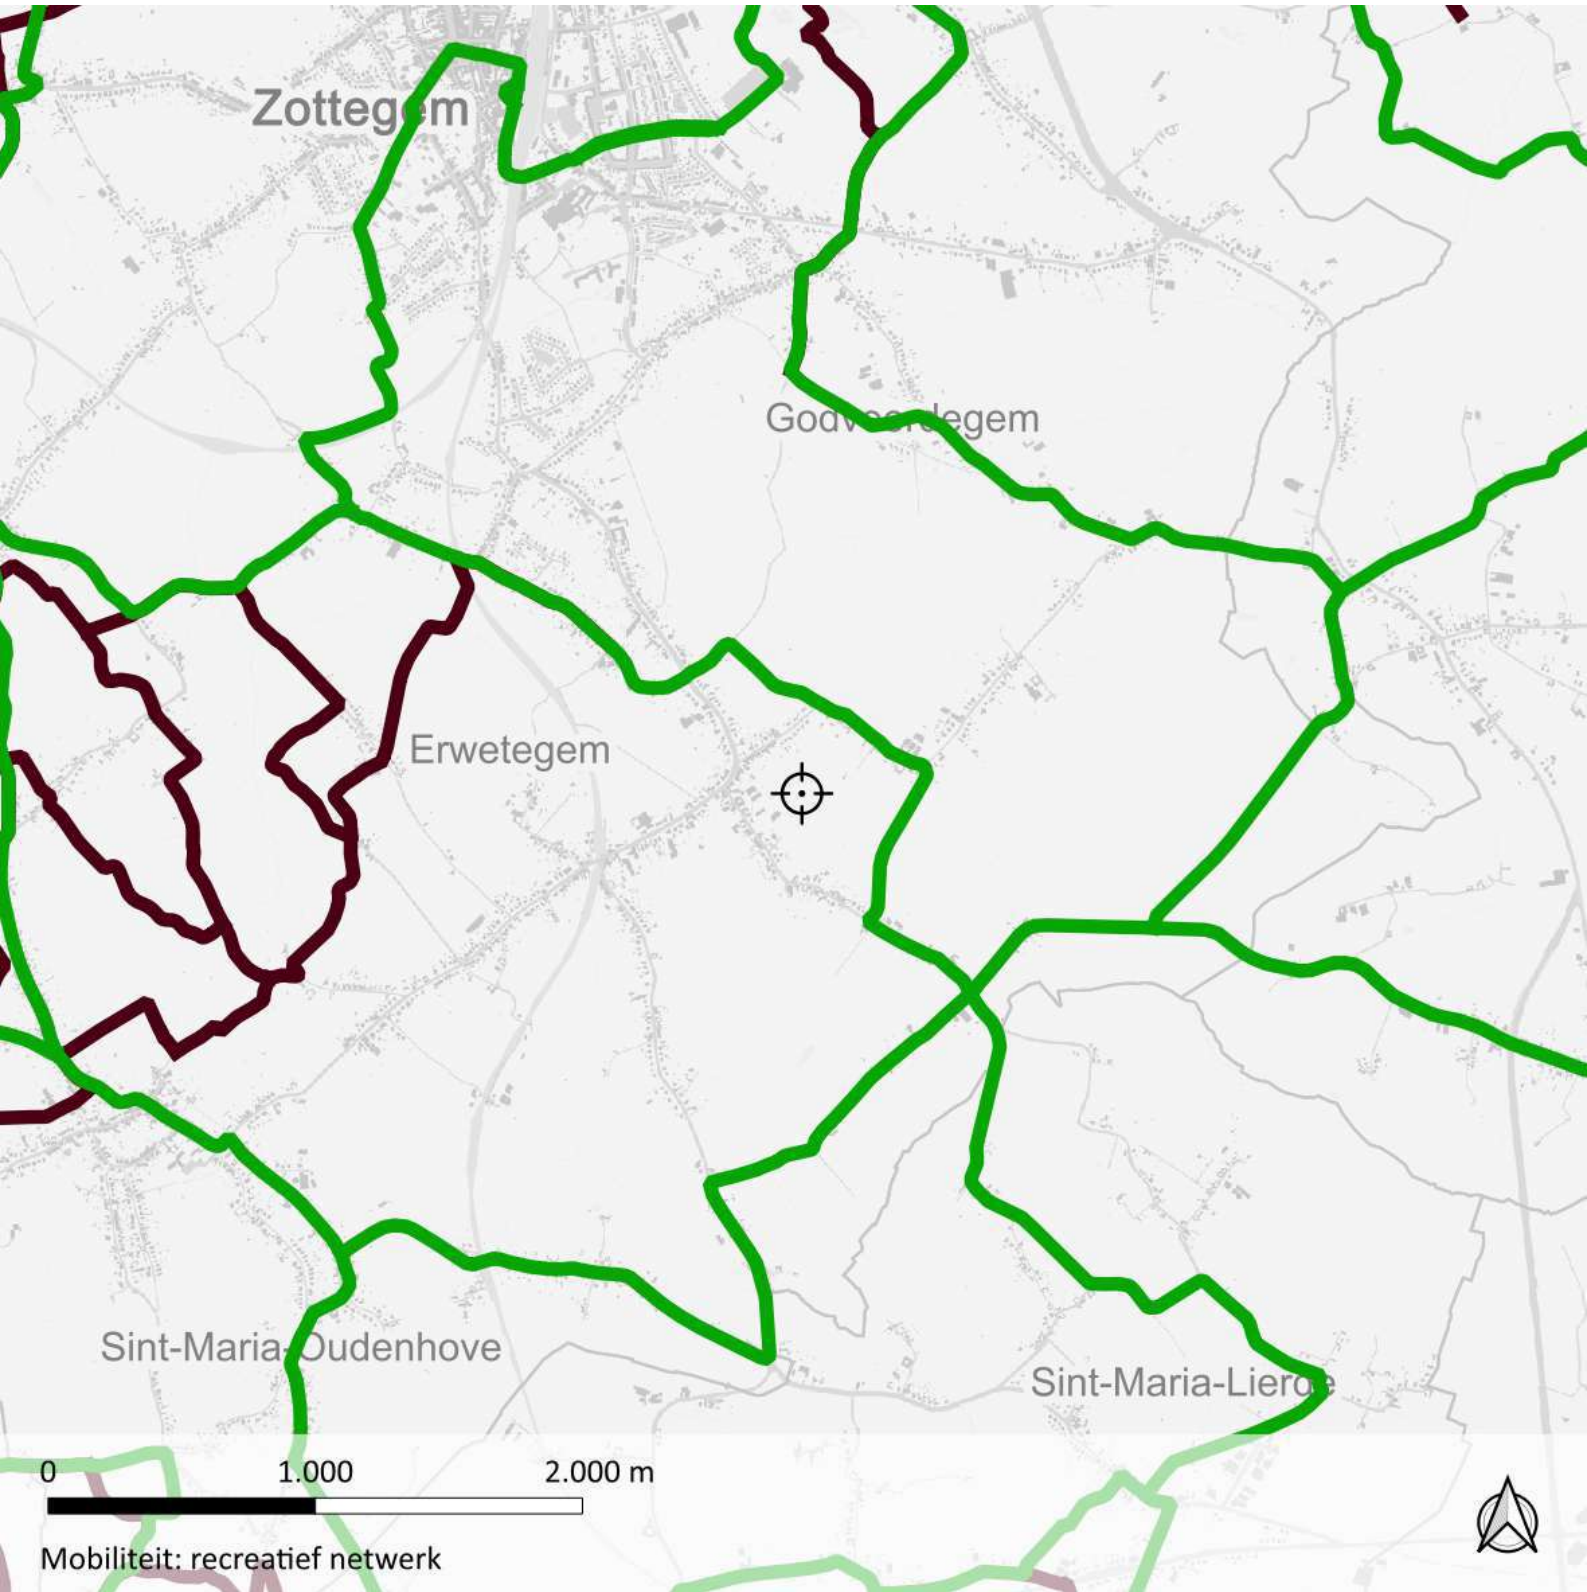 Zottegem
Godveerdegem
Erwetegem
Sint-Maria-Oudenhove
Sint-Maria-Lierde
0 1.000 2.000 m
Mobiliteit: recreatief netwerk